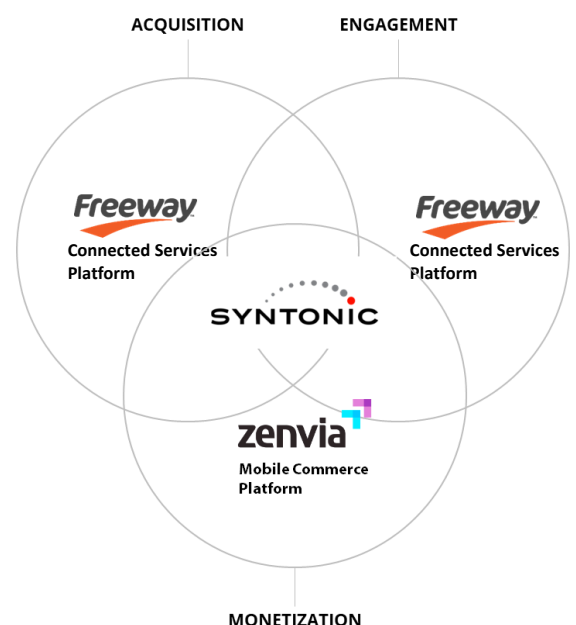 ACQUISITION
ENGAGEMENT
Freeway
Connected Services
Platform
Freeway
Connected Services
Platform
SYNTONIC
zenvia
Mobile Commerce
Platform
MONETIZATION